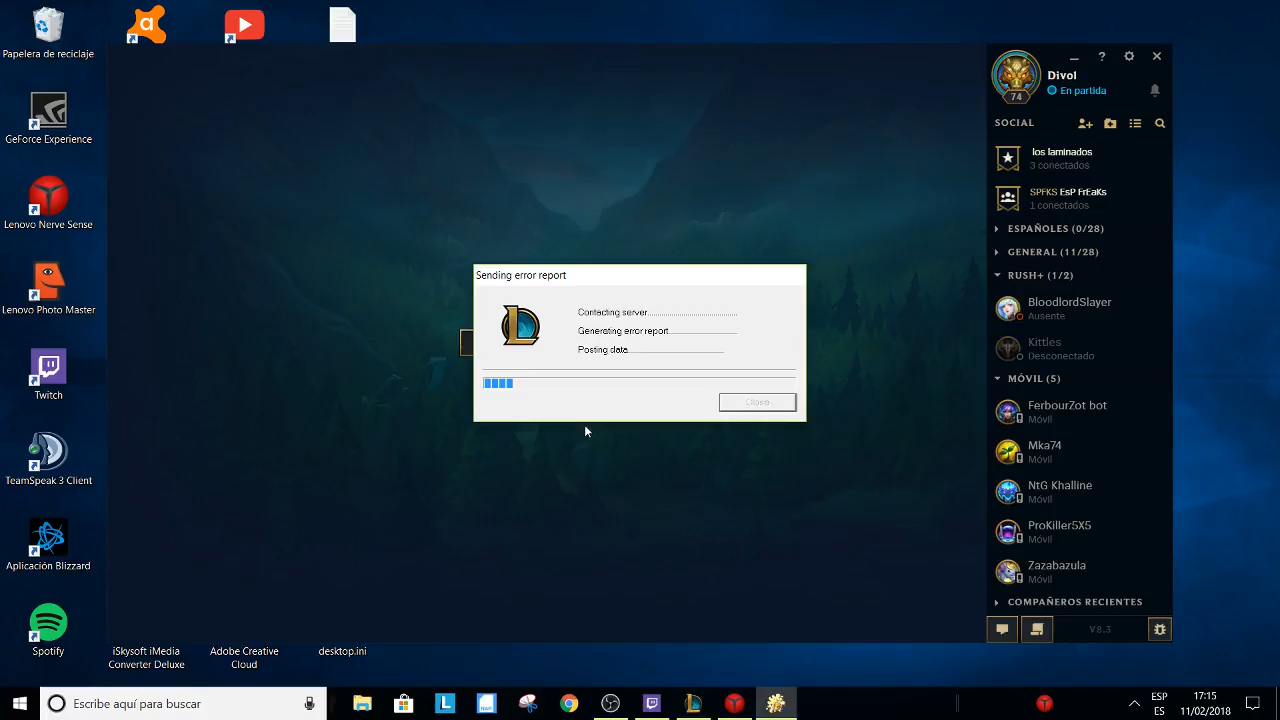 Papelera de reciclaje
GeForce Experience
Lenovo Nerve Sense
Lenovo Photo Master
Twitch
TeamSpeak 3 Client
Aplicación Blizzard
Spotify
iSkysoft iMedia
Converter Deluxe
Adobe Creative
Cloud
desktop.ini
Sending error report
Contacting server
Generating error report
Posting data
Close
Divol
74
En partida
SOCIAL
los laminados
3 conectados
SPFKS EsP FrEaKs
1 conectados
ESPAÑOLES (0/28)
GENERAL (11/28)
RUSH+ (1/2)
BloodlordSlayer
Ausente
Kittles
Desconectado
MÓVIL (5)
FerbourZot bot
Móvil
Mka74
Móvil
NtG Khalline
Móvil
ProKiller5X5
Móvil
Zazabazula
Móvil
COMPAÑEROS RECIENTES
V8.3
Escribe aquí para buscar
ESP
ES
17:15
11/02/2018